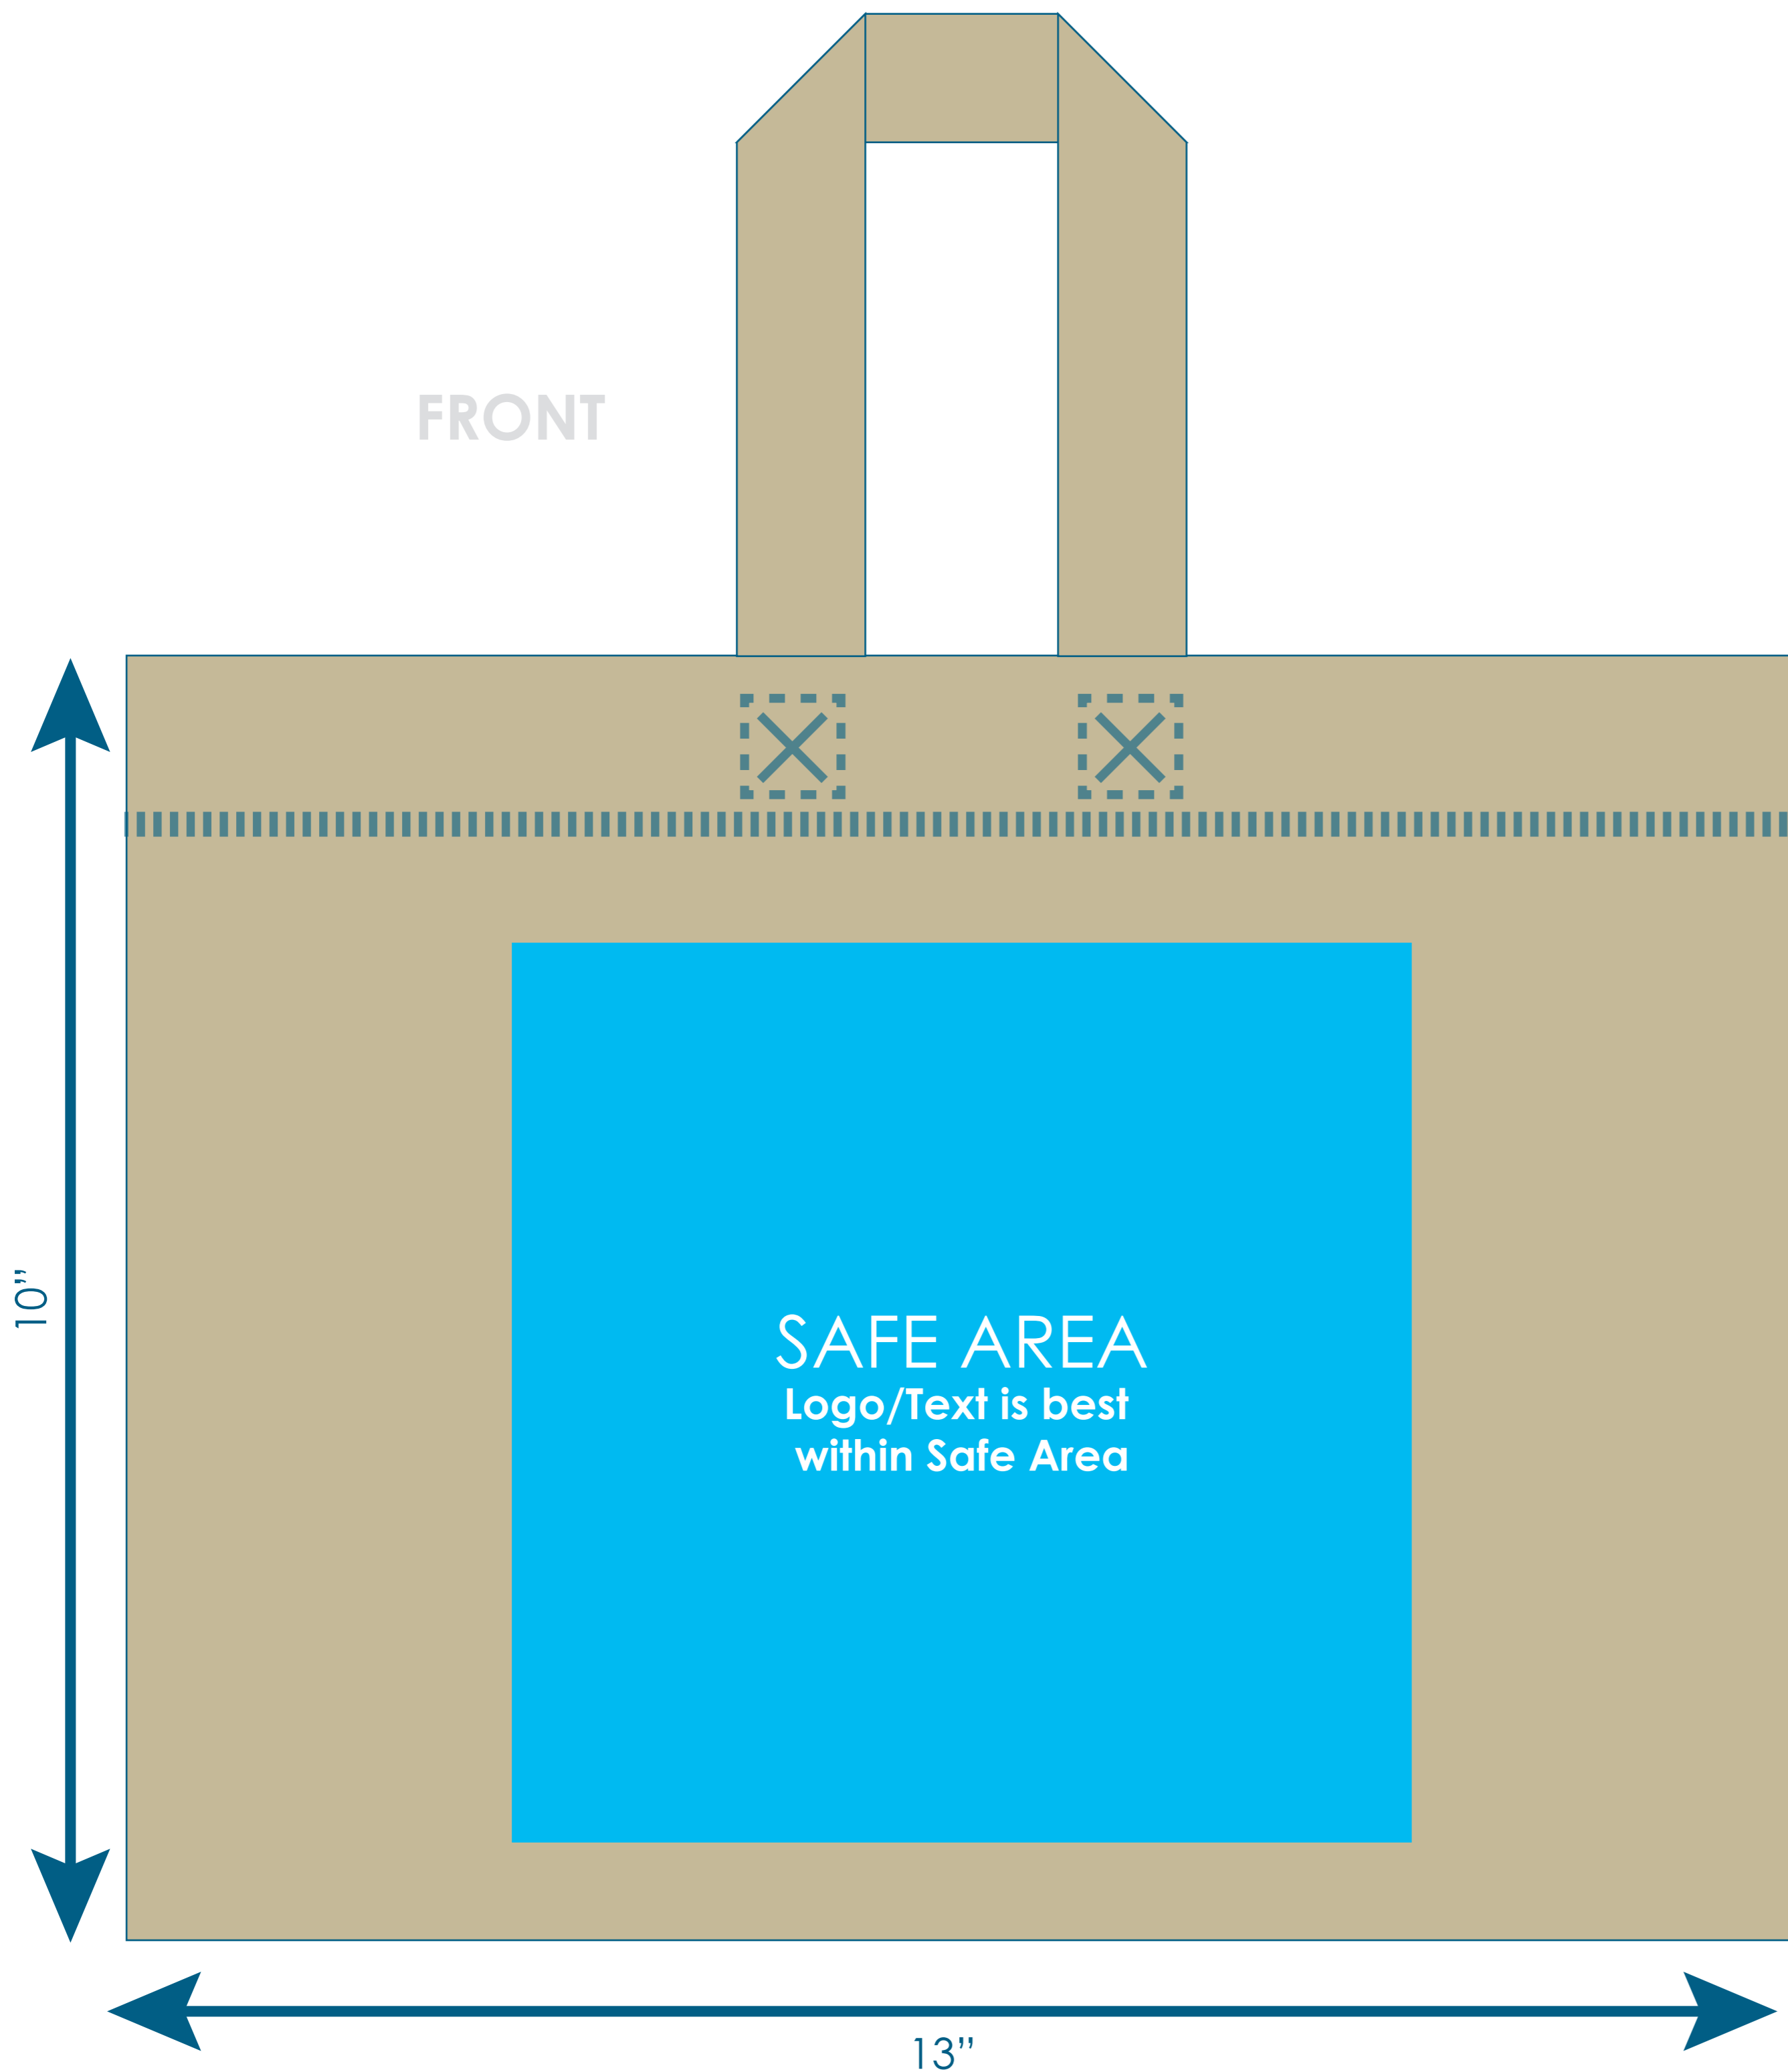 FRONT
10”
SAFE AREA
Logo/Text is best
within Safe Area
13”